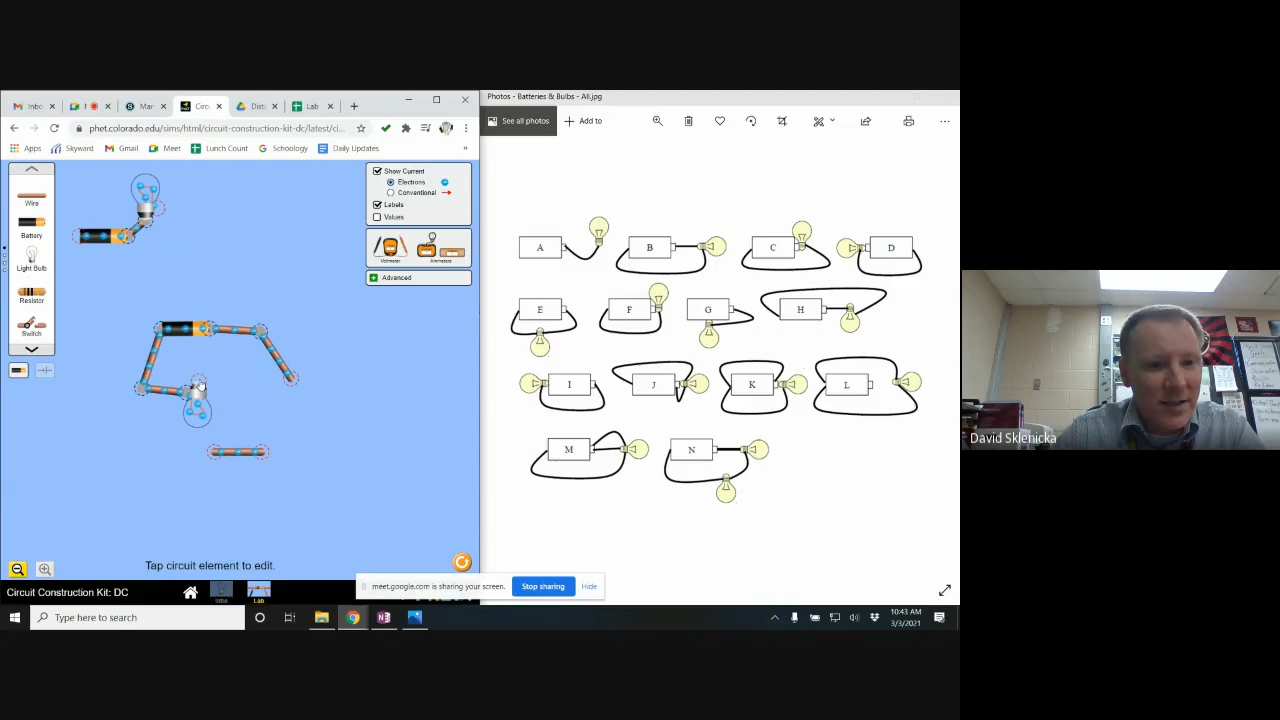 Inbo
Mar
Circ
Dist
Lab
phet.colorado.edu/sims/html/circuit-construction-kit-dc/latest/ci...
Apps
Skyward
Gmail
Meet
Lunch Count
Schoology
Daily Updates
»
Wire
Battery
Light Bulb
Resistor
Switch
Show Current
Electrons
Conventional
Labels
Values
Voltmeter
Ammeters
Advanced
Tap circuit element to edit.
Circuit Construction Kit: DC
Intro
Lab
meet.google.com is sharing your screen.
Stop sharing
Hide
Photos - Batteries & Bulbs - All.jpg
See all photos
Add to
A B C D
E F G H
I J K L
M N
David Sklenicka
Type here to search
10:43 AM
3/3/2021